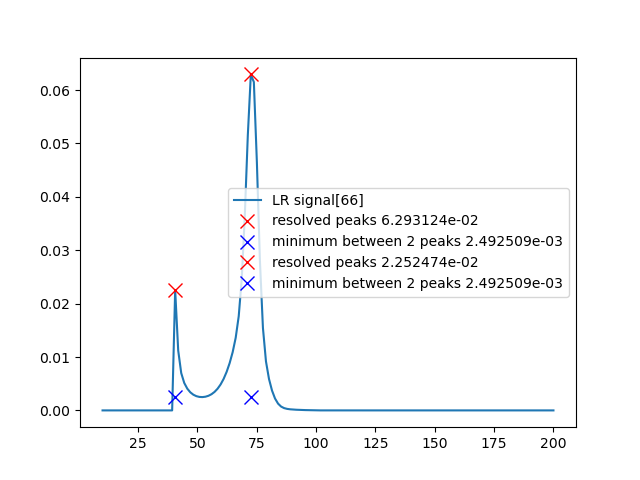 0.06
0.05
0.04
0.03
0.02
0.01
0.00
LR signal[66]
resolved peaks 6.293124e-02
minimum between 2 peaks 2.492509e-03
resolved peaks 2.252474e-02
minimum between 2 peaks 2.492509e-03
25 50 75 100 125 150 175 200